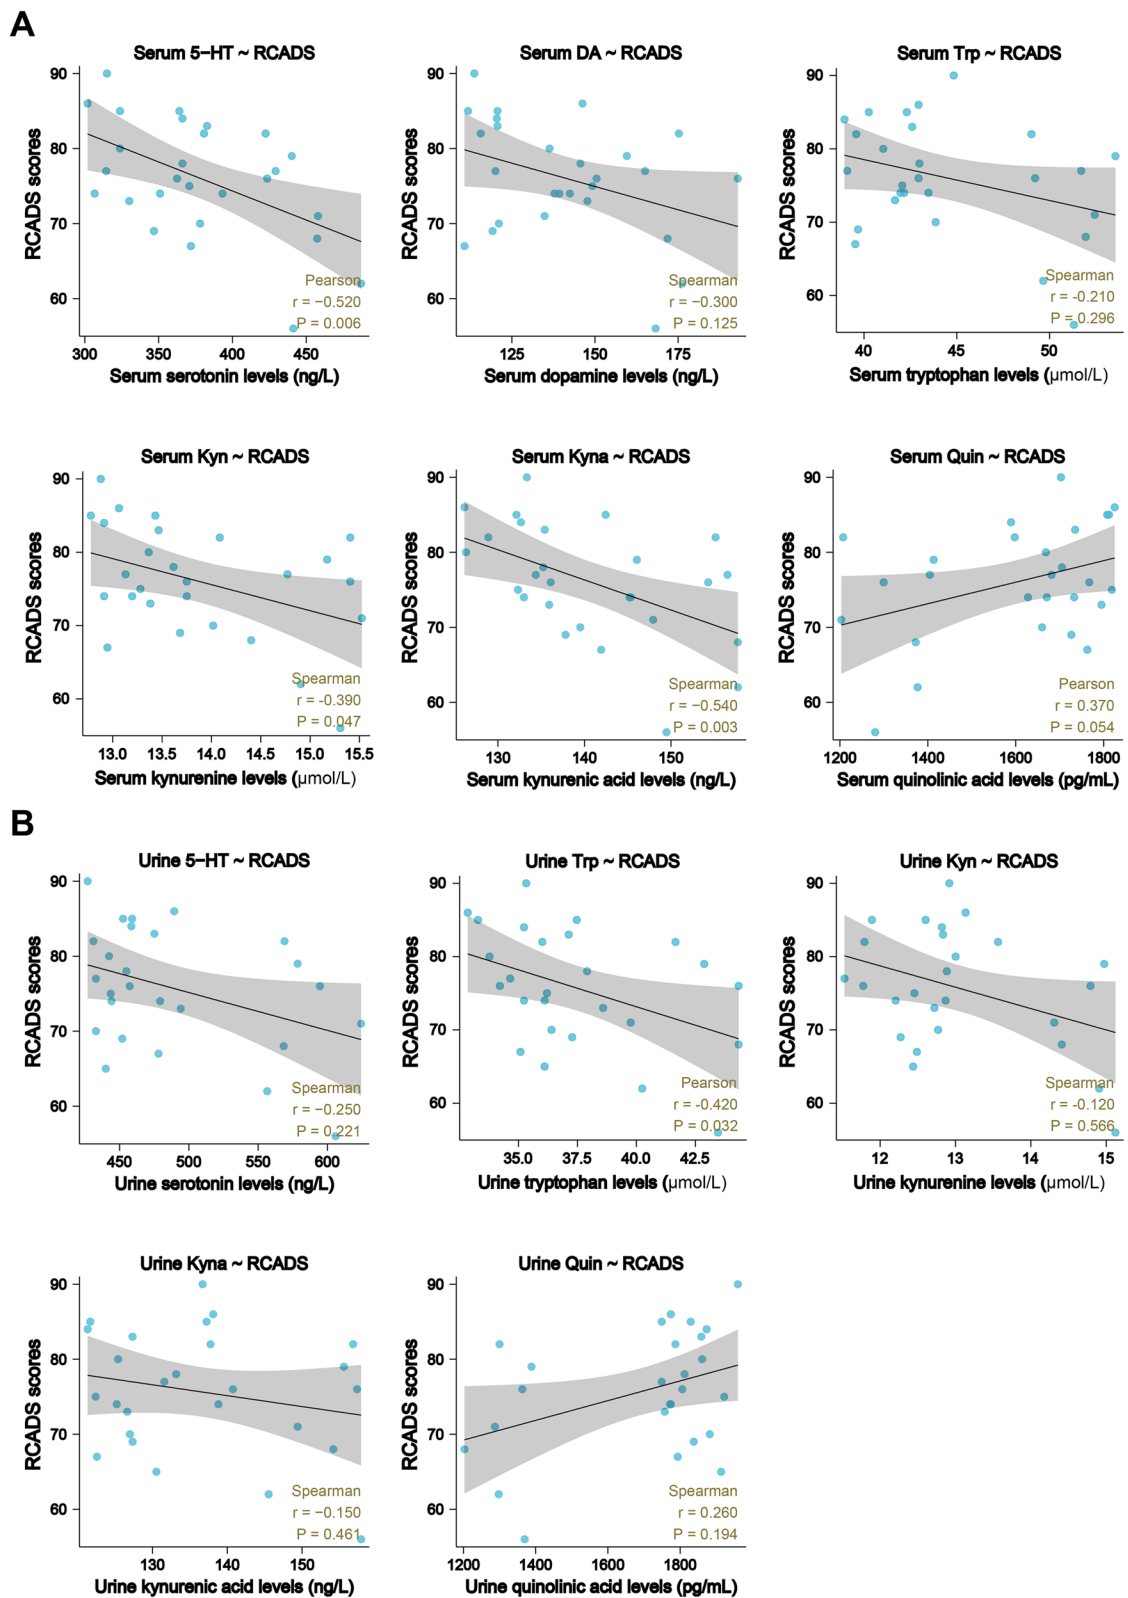 A
Serum 5−HT ~ RCADS
RCADS scores
90
80
70
60
Pearson
r = −0.520
P = 0.006
300
350
400
450
Serum serotonin levels (ng/L)
Serum DA ~ RCADS
RCADS scores
90
80
70
60
Spearman
r = −0.300
P = 0.125
125
150
175
Serum dopamine levels (ng/L)
Serum Trp ~ RCADS
RCADS scores
90
80
70
60
Spearman
r = -0.210
P = 0.296
40
45
50
Serum tryptophan levels (μmol/L)
Serum Kyn ~ RCADS
RCADS scores
90
80
70
60
Spearman
r = -0.390
P = 0.047
13.0
13.5
14.0
14.5
15.0
15.5
Serum kynurenine levels (μmol/L)
Serum Kyna ~ RCADS
RCADS scores
90
80
70
60
Spearman
r = −0.540
P = 0.003
130
140
150
Serum kynurenic acid levels (ng/L)
Serum Quin ~ RCADS
RCADS scores
90
80
70
60
Pearson
r = 0.370
P = 0.054
1200
1400
1600
1800
Serum quinolinic acid levels (pg/mL)
B
Urine 5−HT ~ RCADS
RCADS scores
90
80
70
60
Spearman
r = −0.250
P = 0.221
450
500
550
600
Urine serotonin levels (ng/L)
Urine Trp ~ RCADS
RCADS scores
90
80
70
60
Pearson
r = -0.420
P = 0.032
35.0
37.5
40.0
42.5
Urine tryptophan levels (μmol/L)
Urine Kyn ~ RCADS
RCADS scores
90
80
70
60
Spearman
r = -0.120
P = 0.566
12
13
14
15
Urine kynurenine levels (μmol/L)
Urine Kyna ~ RCADS
RCADS scores
90
80
70
60
Spearman
r = −0.150
P = 0.461
130
140
150
Urine kynurenic acid levels (ng/L)
Urine Quin ~ RCADS
RCADS scores
90
80
70
60
Spearman
r = 0.260
P = 0.194
1200
1400
1600
1800
Urine quinolinic acid levels (pg/mL)